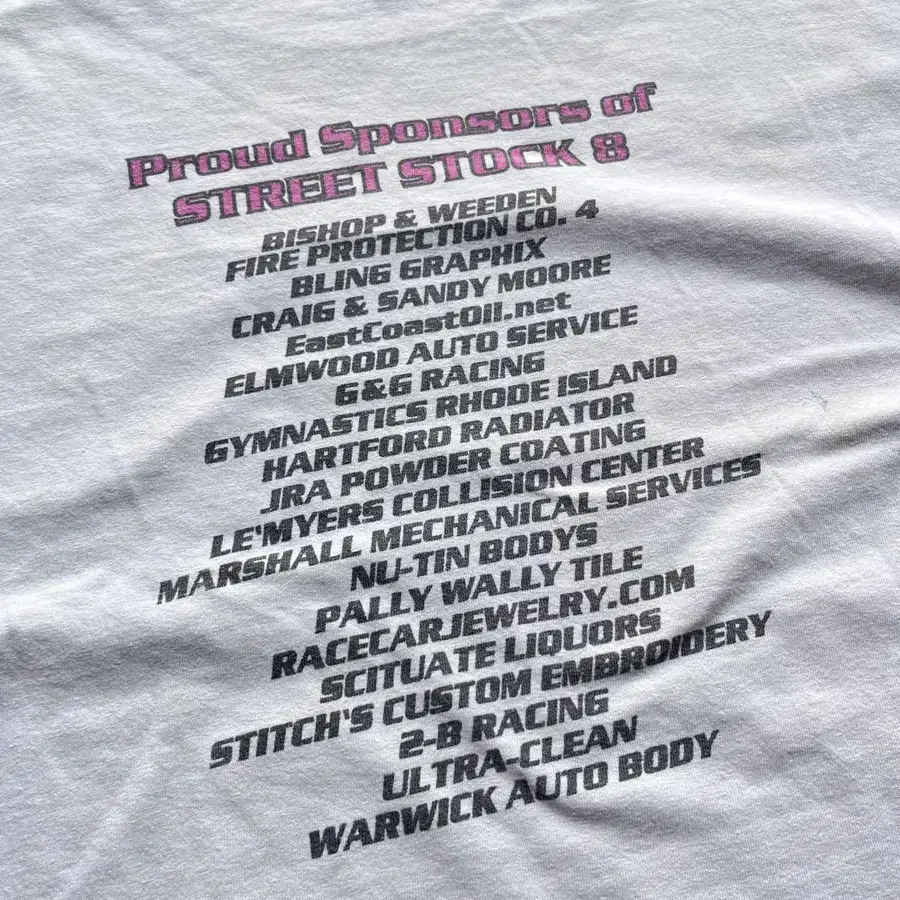 Proud Sponsors of
STREET STOCK 8
BISHOP & WEEDEN
FIRE PROTECTION CO. 4
BLING GRAPHIX
CRAIG & SANDY MOORE
EastCoastOil.net
ELMWOOD AUTO SERVICE
G&G RACING
GYMNASTICS RHODE ISLAND
HARTFORD RADIATOR
JRA POWDER COATING
LE'MYERS COLLISION CENTER
MARSHALL MECHANICAL SERVICES
NU-TIN BODYS
PALLY WALLY TILE
RACECARJEWELRY.COM
SCITUATE LIQUORS
STITCH'S CUSTOM EMBROIDERY
2-B RACING
ULTRA-CLEAN
WARWICK AUTO BODY